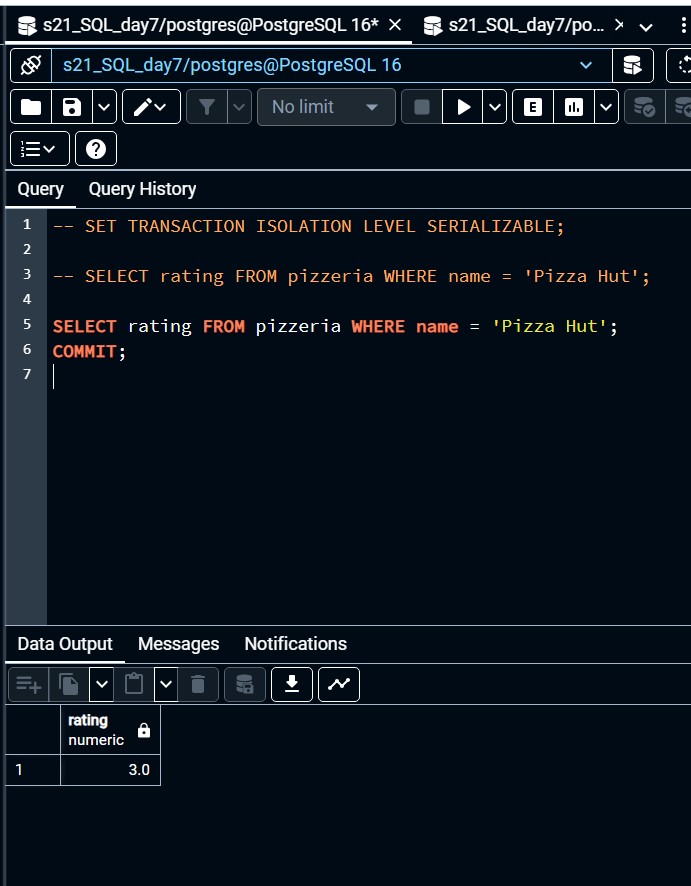 s21_SQL_day7/postgres@PostgreSQL 16*
s21_SQL_day7/po...
s21_SQL_day7/postgres@PostgreSQL 16
No limit
E
Query Query History
1 -- SET TRANSACTION ISOLATION LEVEL SERIALIZABLE;
2
3 -- SELECT rating FROM pizzeria WHERE name = 'Pizza Hut';
4
5 SELECT rating FROM pizzeria WHERE name = 'Pizza Hut';
6 COMMIT;
7
Data Output Messages Notifications
rating
numeric
1 3.0